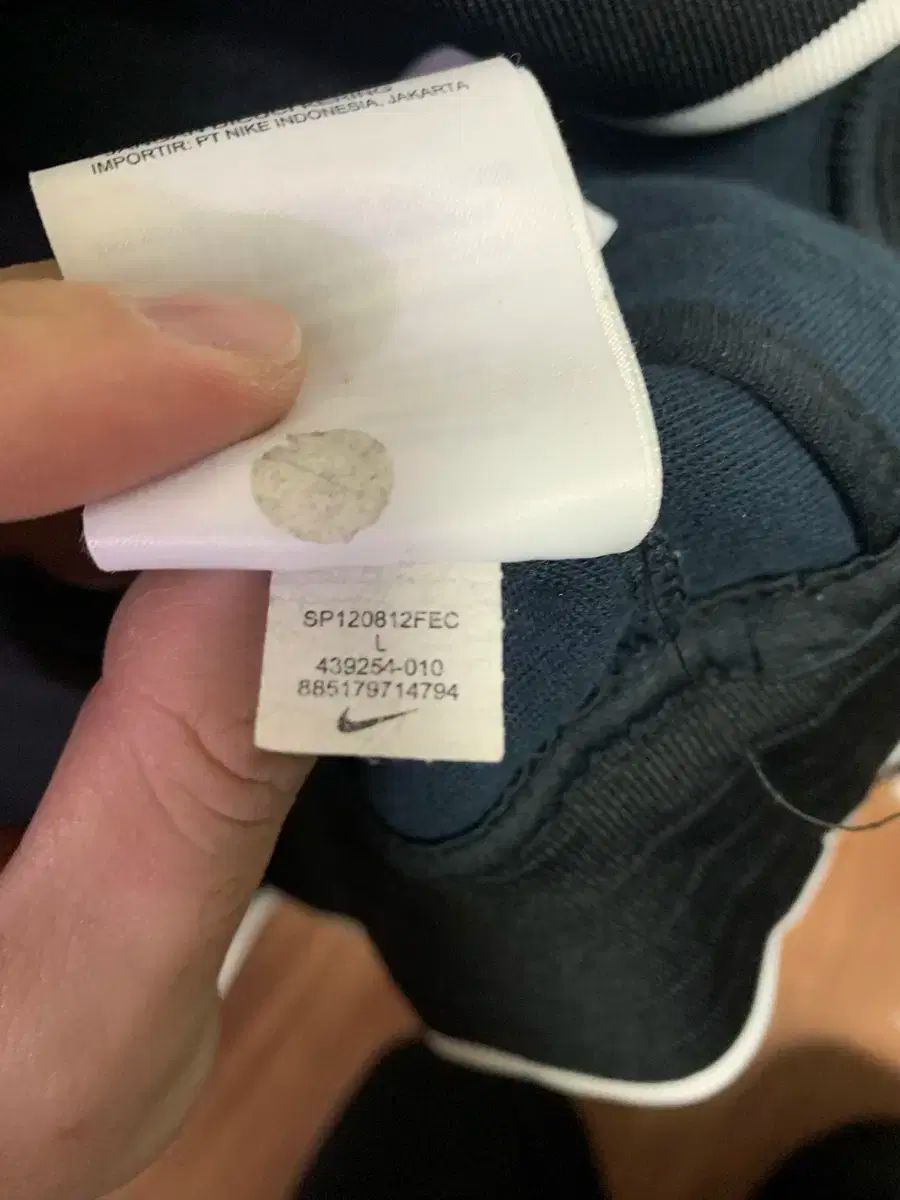 IMPORTIR: PT NIKE INDONESIA, JAKARTA
SP120812FEC
L
439254-010
885179714794